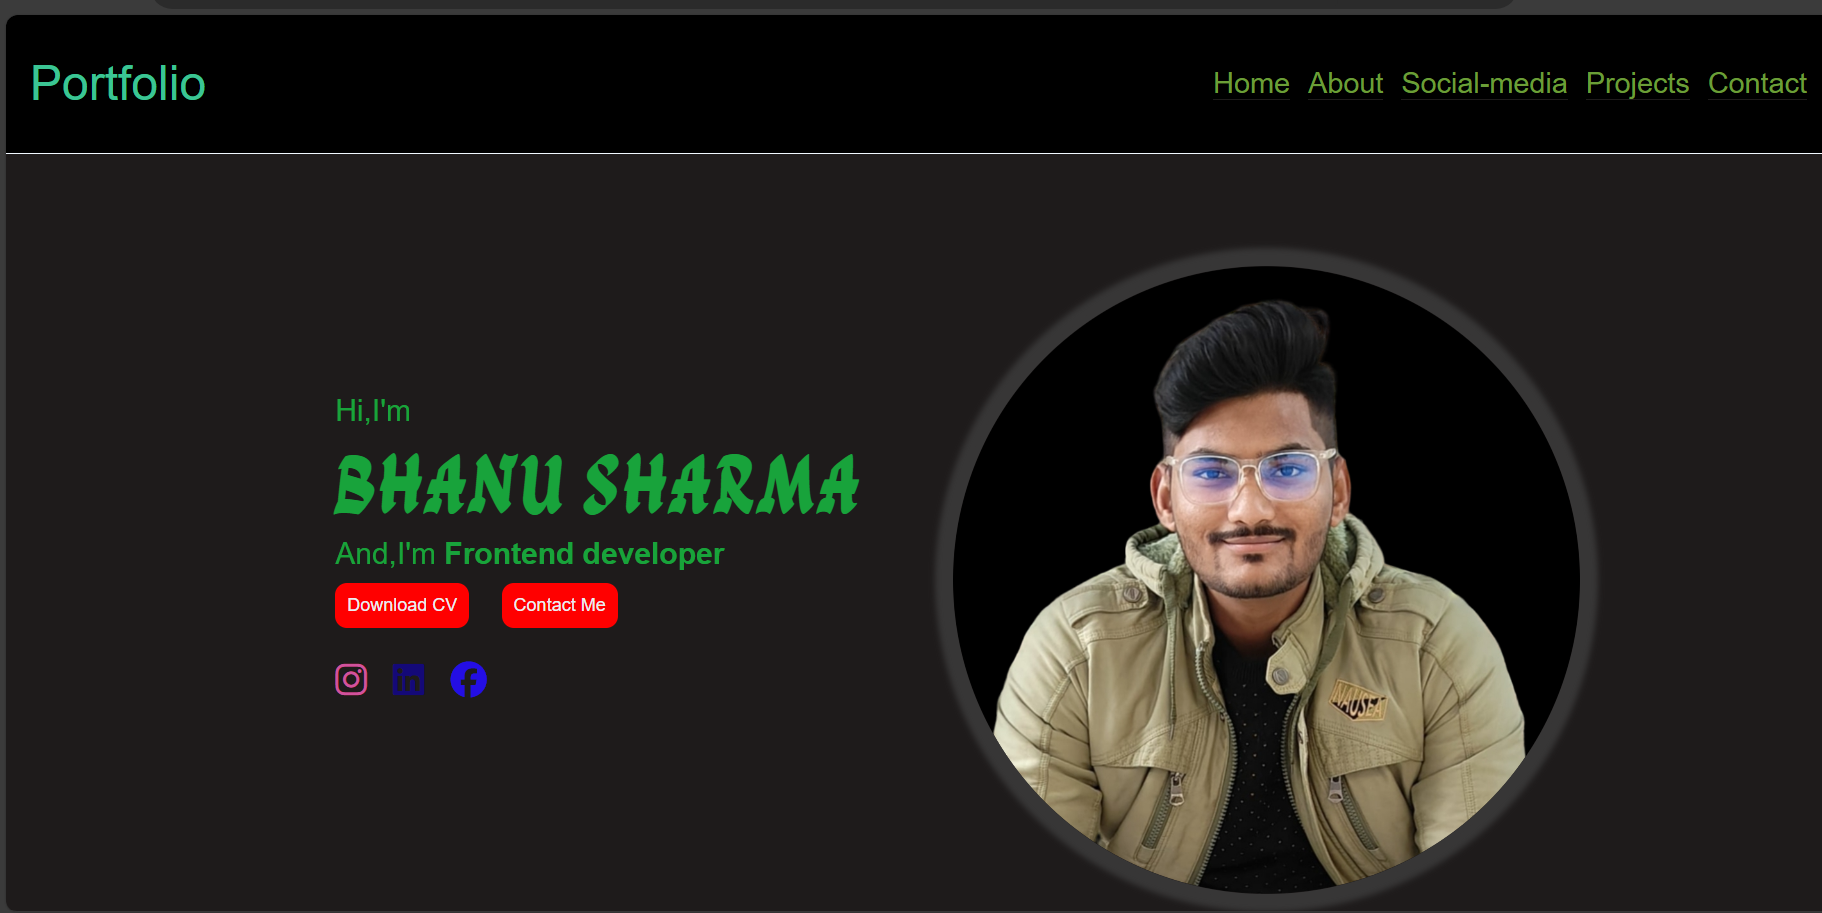 Portfolio
Home About Social-media Projects Contact
Hi,I'm
BHANU SHARMA
And,I'm Frontend developer
Download CV Contact Me
NAUSEA